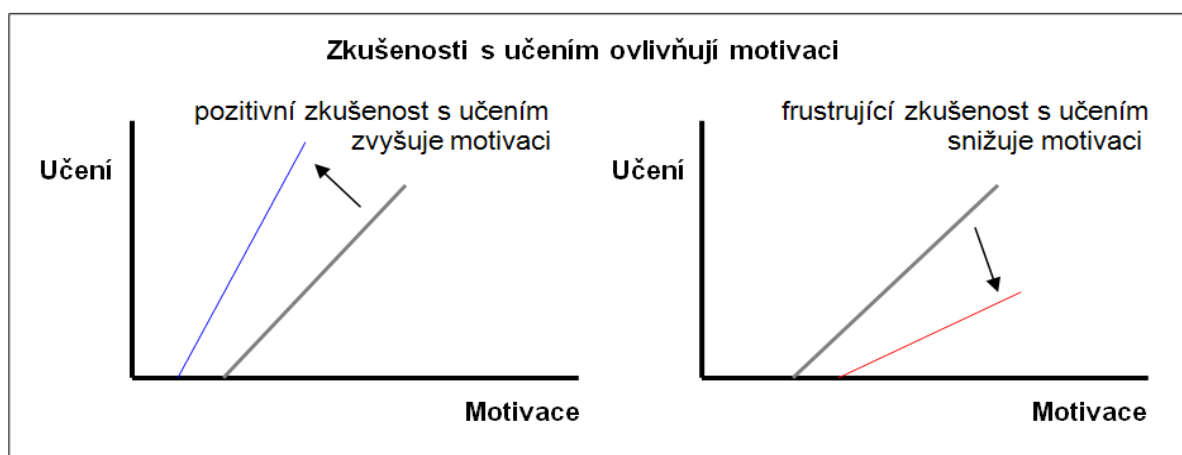 Zkušenosti s učením ovlivňují motivaci
pozitivní zkušenost s učením
zvyšuje motivaci
Učení
Motivace
frustrující zkušenost s učením
snižuje motivaci
Učení
Motivace